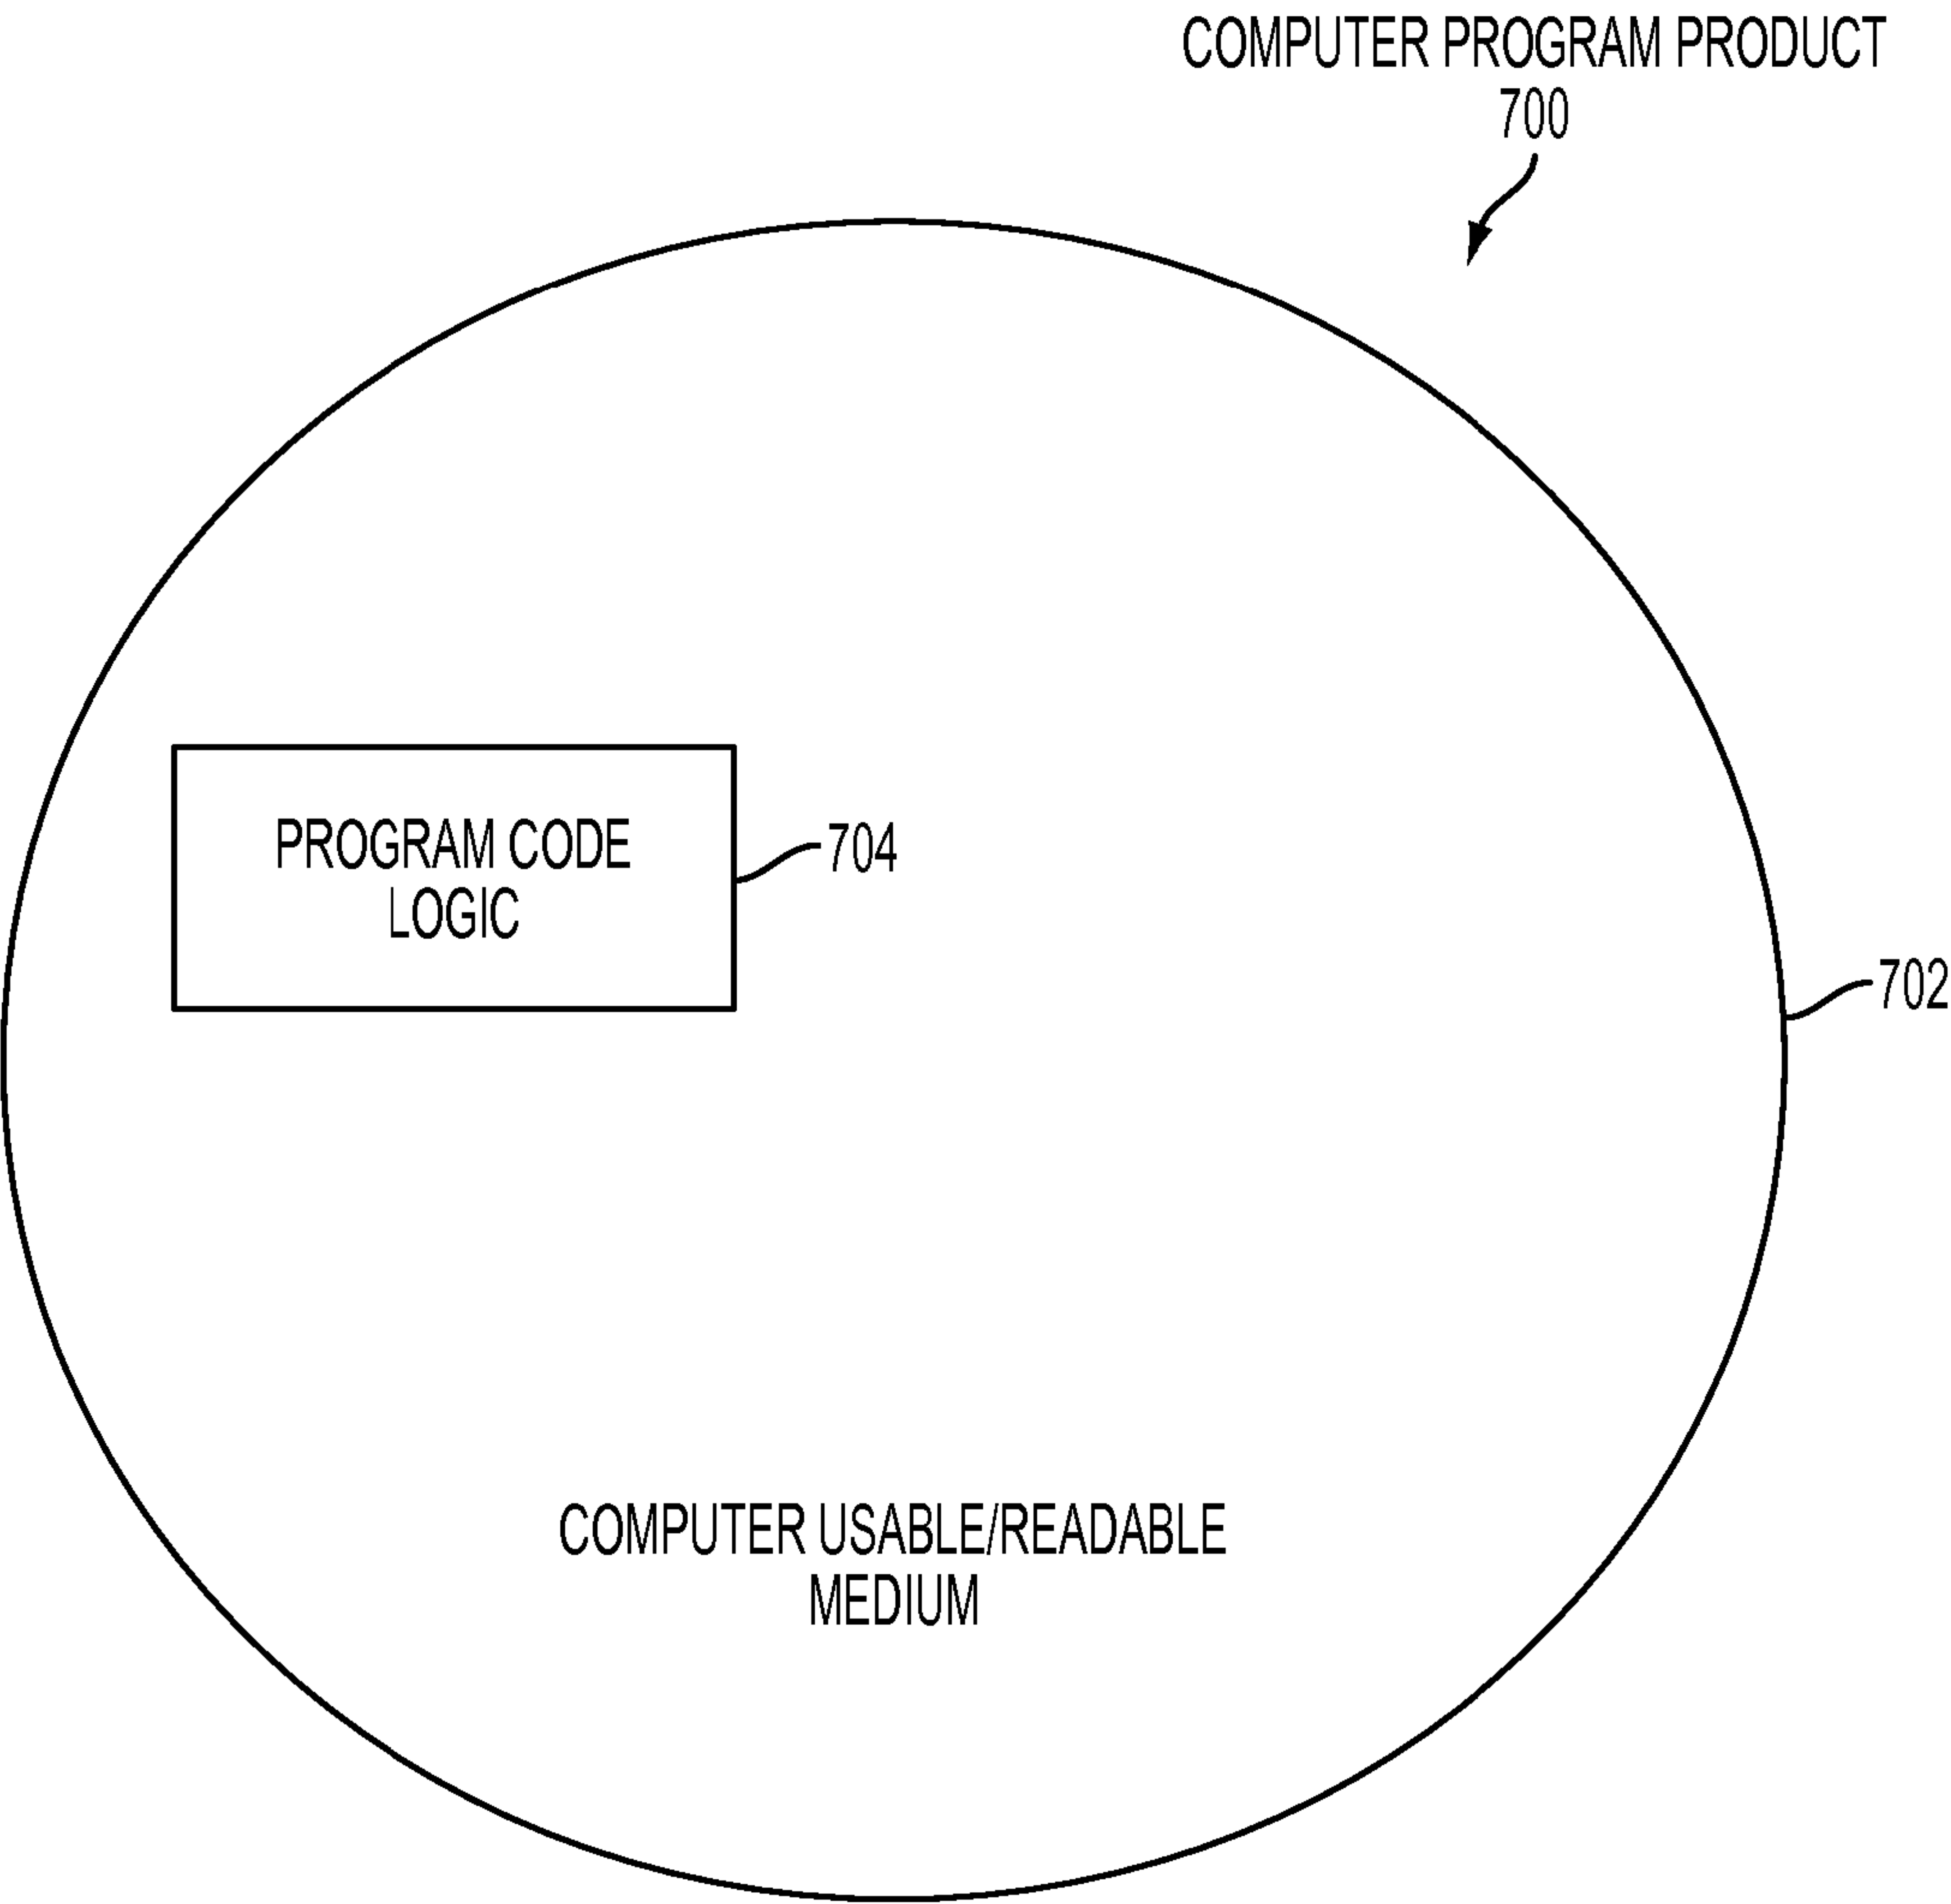 COMPUTER PROGRAM PRODUCT
700
PROGRAM CODE
LOGIC
704
702
COMPUTER USABLE/READABLE
MEDIUM